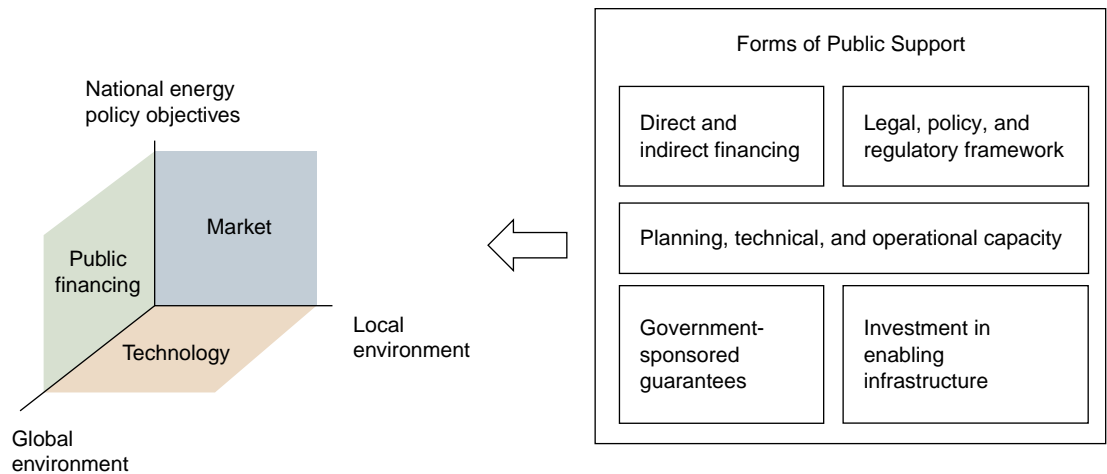 National energy
policy objectives
Market
Public
financing
Technology
Local
environment
Global
environment
Forms of Public Support
Direct and
indirect financing
Legal, policy, and
regulatory framework
Planning, technical, and operational capacity
Government-
sponsored
guarantees
Investment in
enabling
infrastructure